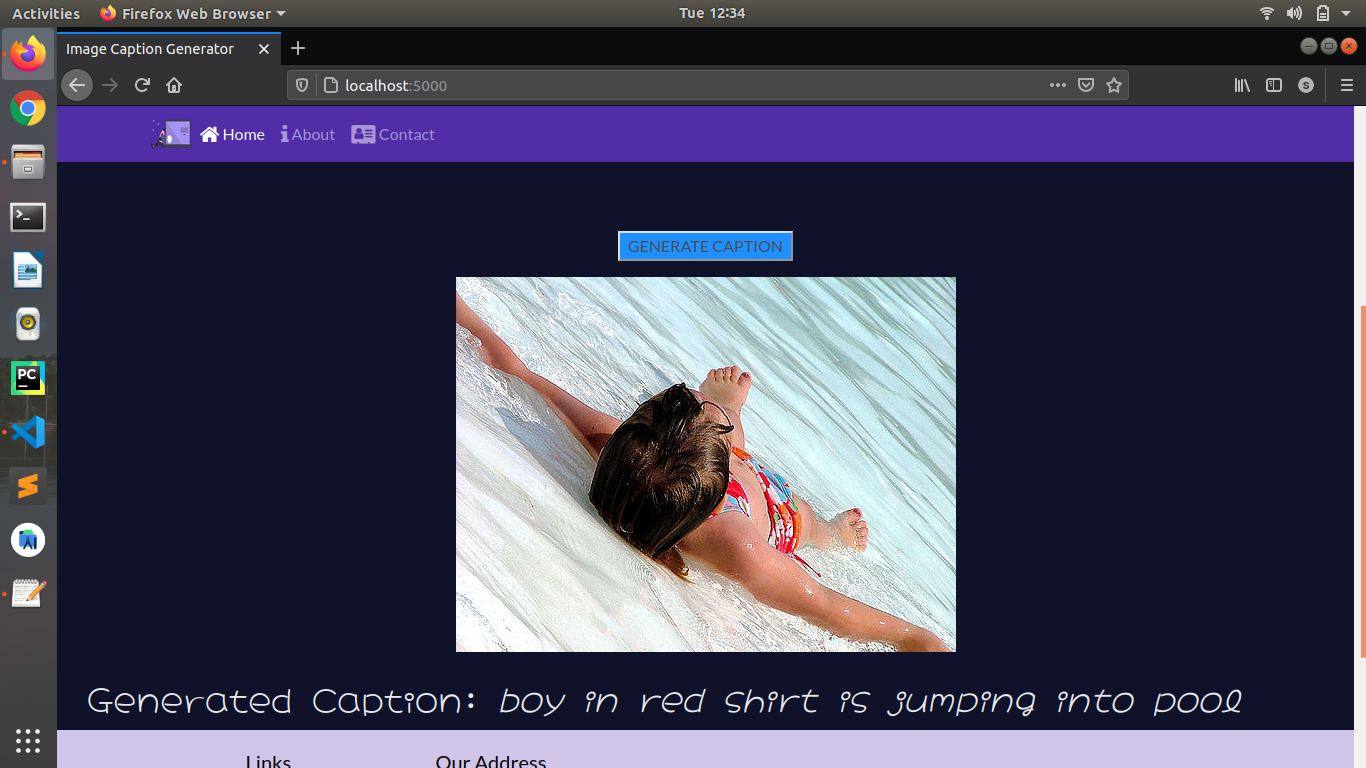 Activities Firefox Web Browser Tue 12:34
Image Caption Generator
localhost:5000 S
Home About Contact
GENERATE CAPTION
PC
Generated Caption: boy in red shirt is jumping into pool
Links Our Address